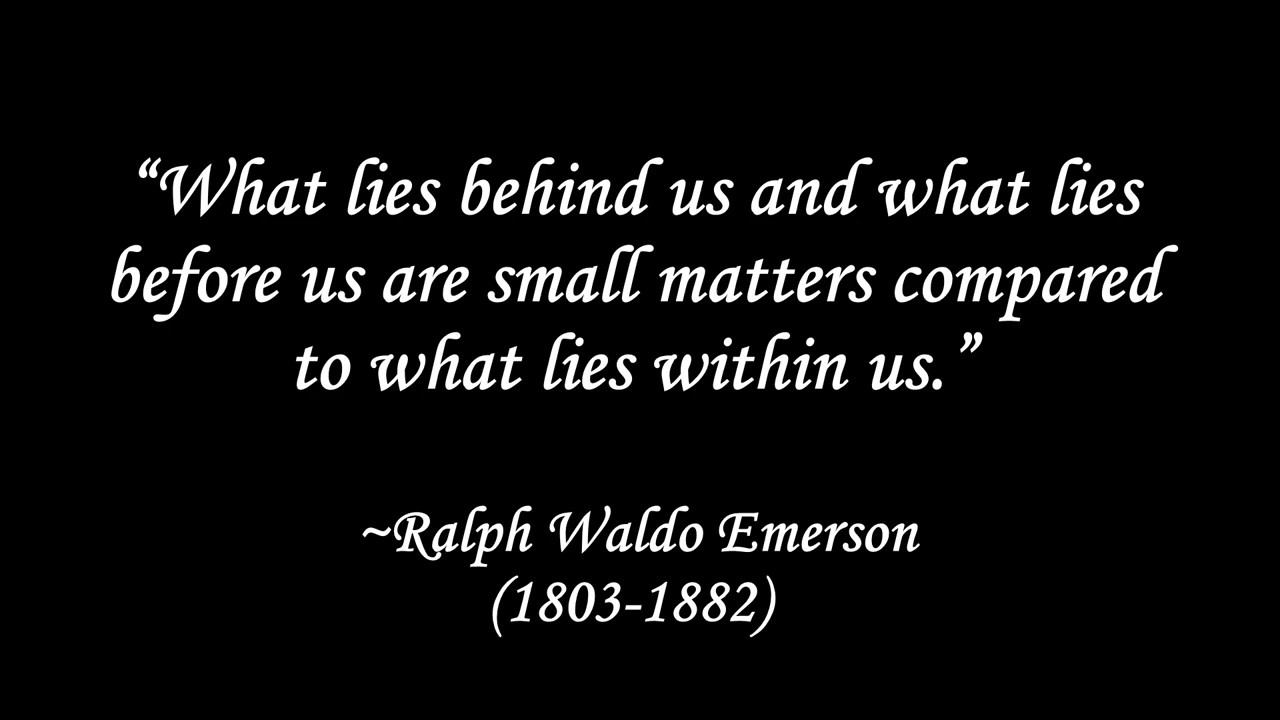 “What lies behind us and what lies
before us are small matters compared
to what lies within us.”
~Ralph Waldo Emerson
(1803-1882)